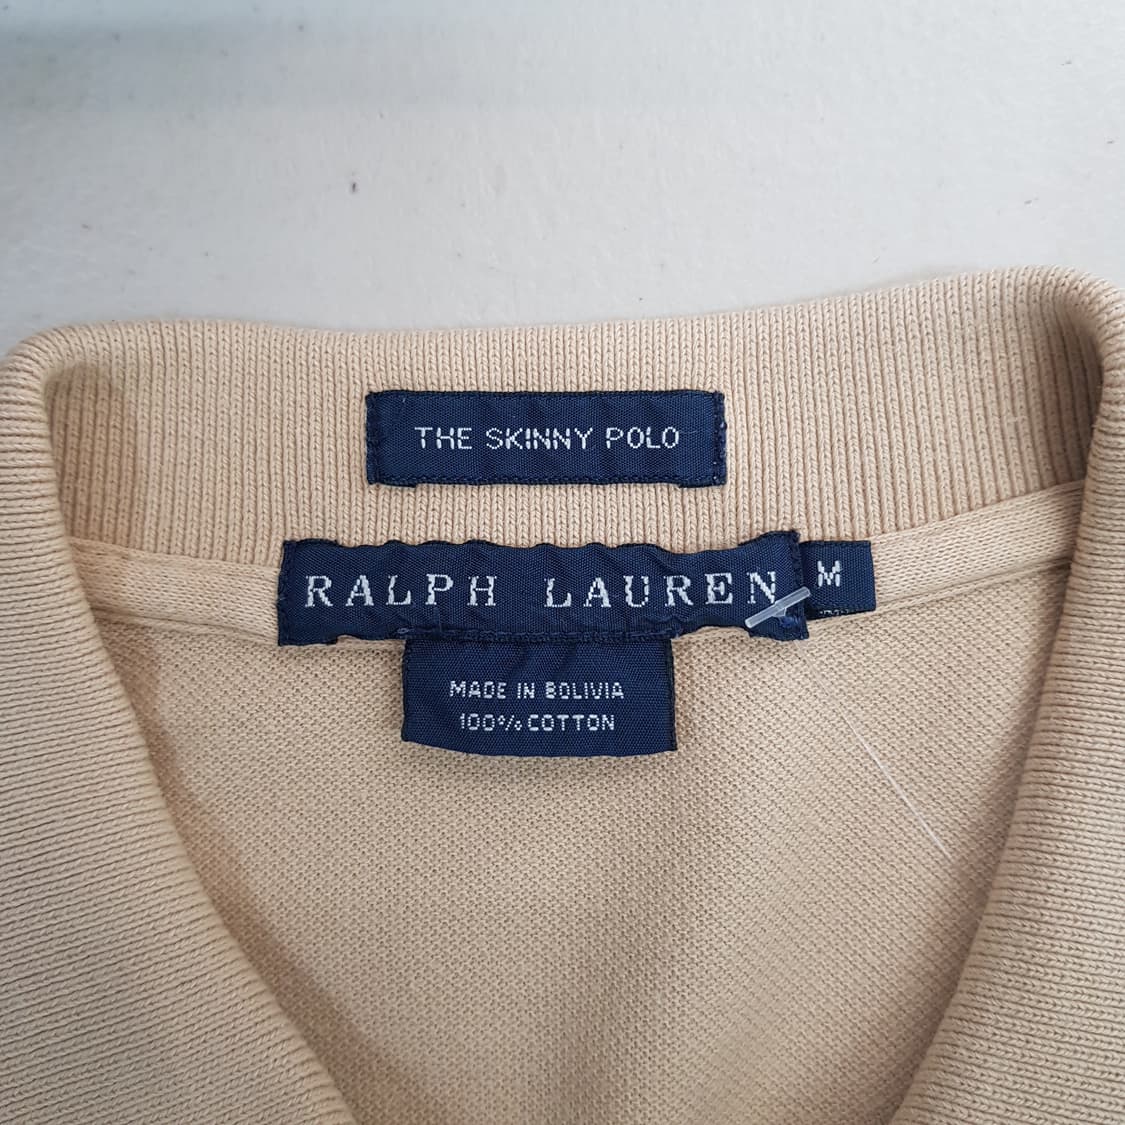 THE SKINNY POLO
RALPH LAUREN
M
MADE IN BOLIVIA
100% COTTON